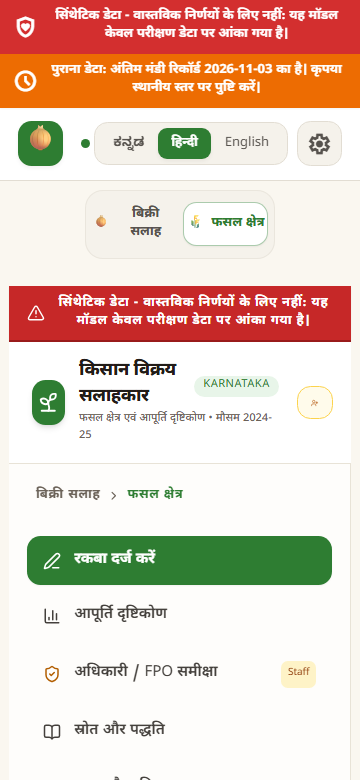 सिंथेटिक डेटा - वास्तविक निर्णयों के लिए नहीं: यह मॉडल
केवल परीक्षण डेटा पर आंका गया है|
पुराना डेटा: अंतिम मंडी रिकॉर्ड 2026-11-03 का है| कृपया
स्थानीय स्तर पर पुष्टि करें|
ಕನ್ನಡ हिन्दी English
बिक्री
सलाह
फसल क्षेत्र
सिंथेटिक डेटा - वास्तविक निर्णयों के लिए नहीं: यह
मॉडल केवल परीक्षण डेटा पर आंका गया है|
किसान विक्रय
सलाहकार
KARNATAKA
फसल क्षेत्र एवं आपूर्ति दृष्टिकोण • मौसम 2024-
25
बिक्री सलाह › फसल क्षेत्र
रकबा दर्ज करें
आपूर्ति दृष्टिकोण
अधिकारी / FPO समीक्षा Staff
स्रोत और पद्धति